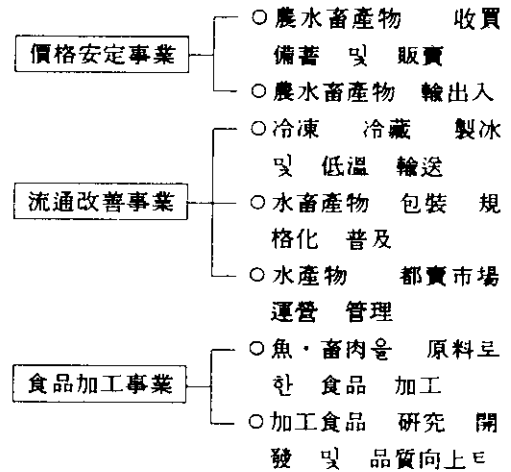 價格安定事業
○農水畜產物 收買
備蓄 및 販賣
○農水畜產物 輸出入
流通改善事業
○冷凍 冷藏 製氷
및 低溫 輸送
○水畜產物 包裝 規
格化 普及
○水產物 都賣市場
運營 管理
食品加工事業
○魚·畜肉을 原料로
한 食品 加工
○加工食品 硏究 開
發 및 品質向上